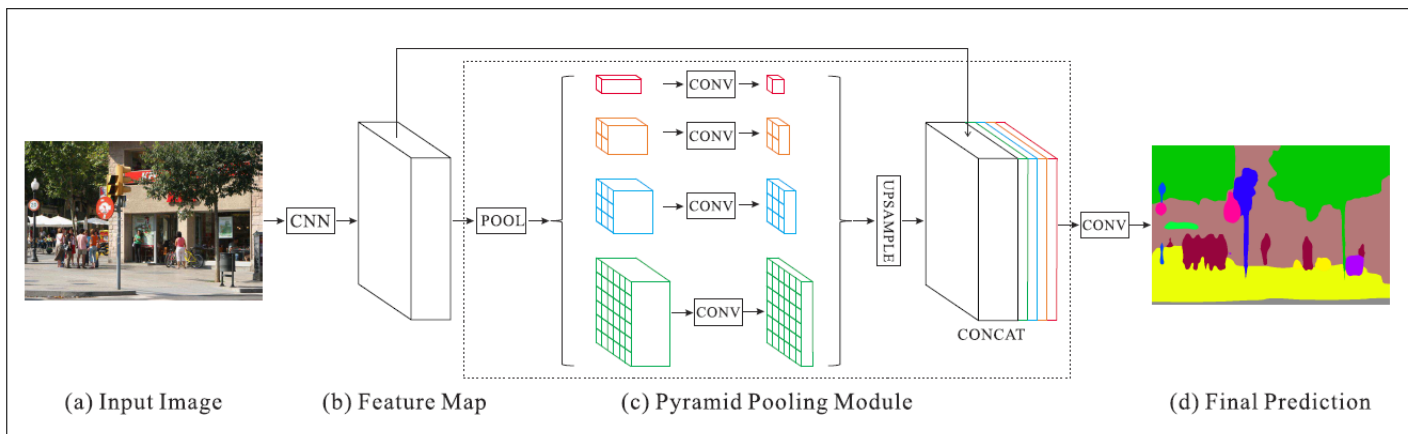 CNN
POOL
CONV
CONV
CONV
CONV
UPSAMPLE
CONCAT
CONV
(a) Input Image
(b) Feature Map
(c) Pyramid Pooling Module
(d) Final Prediction